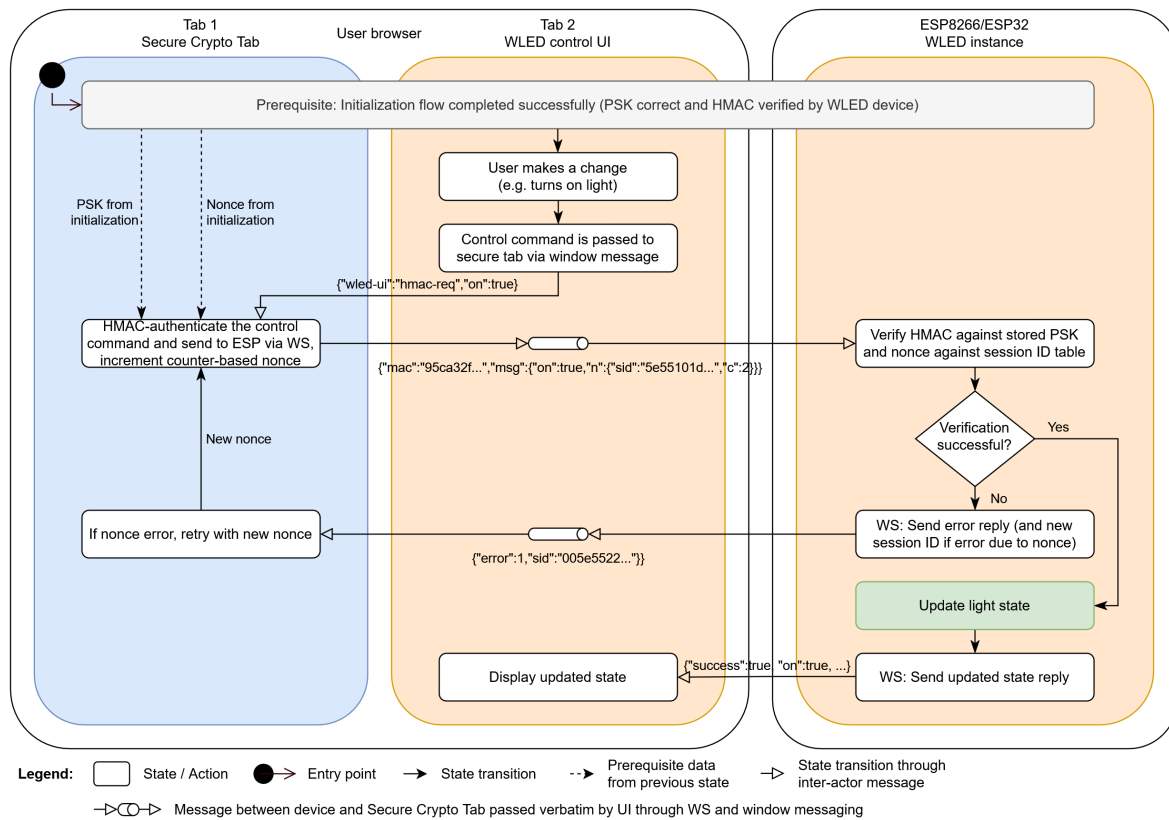 Tab 1
Secure Crypto Tab
User browser
Tab 2
WLED control UI
ESP8266/ESP32
WLED instance
Prerequisite: Initialization flow completed successfully (PSK correct and HMAC verified by WLED device)
User makes a change
(e.g. turns on light)
PSK from
initialization
Nonce from
initialization
Control command is passed to
secure tab via window message
{"wled-ui":"hmac-req","on":true}
HMAC-authenticate the control
command and send to ESP via WS,
increment counter-based nonce
Verify HMAC against stored PSK
and nonce against session ID table
{"mac":"95ca32f...","msg":{"on":true,"n":{"sid":"5e55101d...","c":2}}}
Verification
successful?
Yes
New nonce
No
If nonce error, retry with new nonce
WS: Send error reply (and new
session ID if error due to nonce)
{"error":1,"sid":"005e5522..."}}
Update light state
{"success":true, "on":true, ...}
Display updated state
WS: Send updated state reply
Legend:
State / Action
Entry point
State transition
Prerequisite data
from previous state
State transition through
inter-actor message
Message between device and Secure Crypto Tab passed verbatim by UI through WS and window messaging